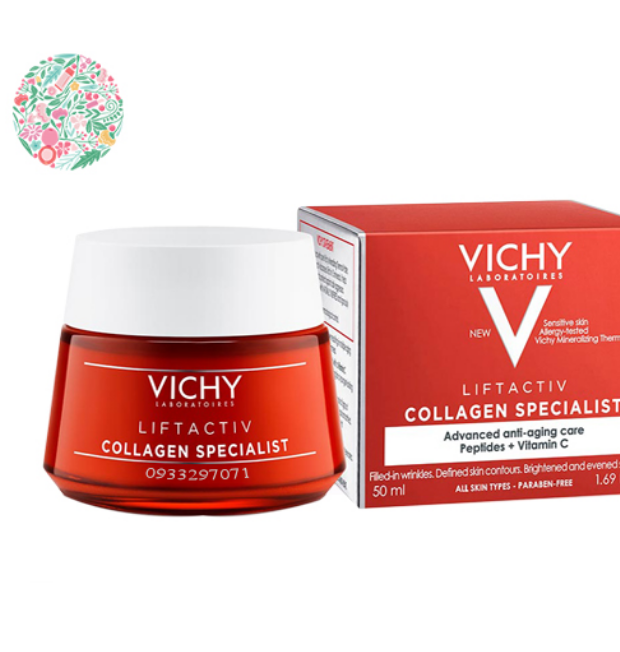 VICHY
LABORATOIRES
LIFTACTIV
COLLAGEN SPECIALIST
0933297071
VICHY
LABORATOIRES
NEW
Sensitive skin
Allergy-tested
Vichy Mineralizing Therm
LIFTACTIV
COLLAGEN SPECIALIST
Advanced anti-aging care
Peptides + Vitamin C
Filled-in wrinkles. Defined skin contours. Brightened and evened s
50 ml
ALL SKIN TYPES - PARABEN-FREE
1.69